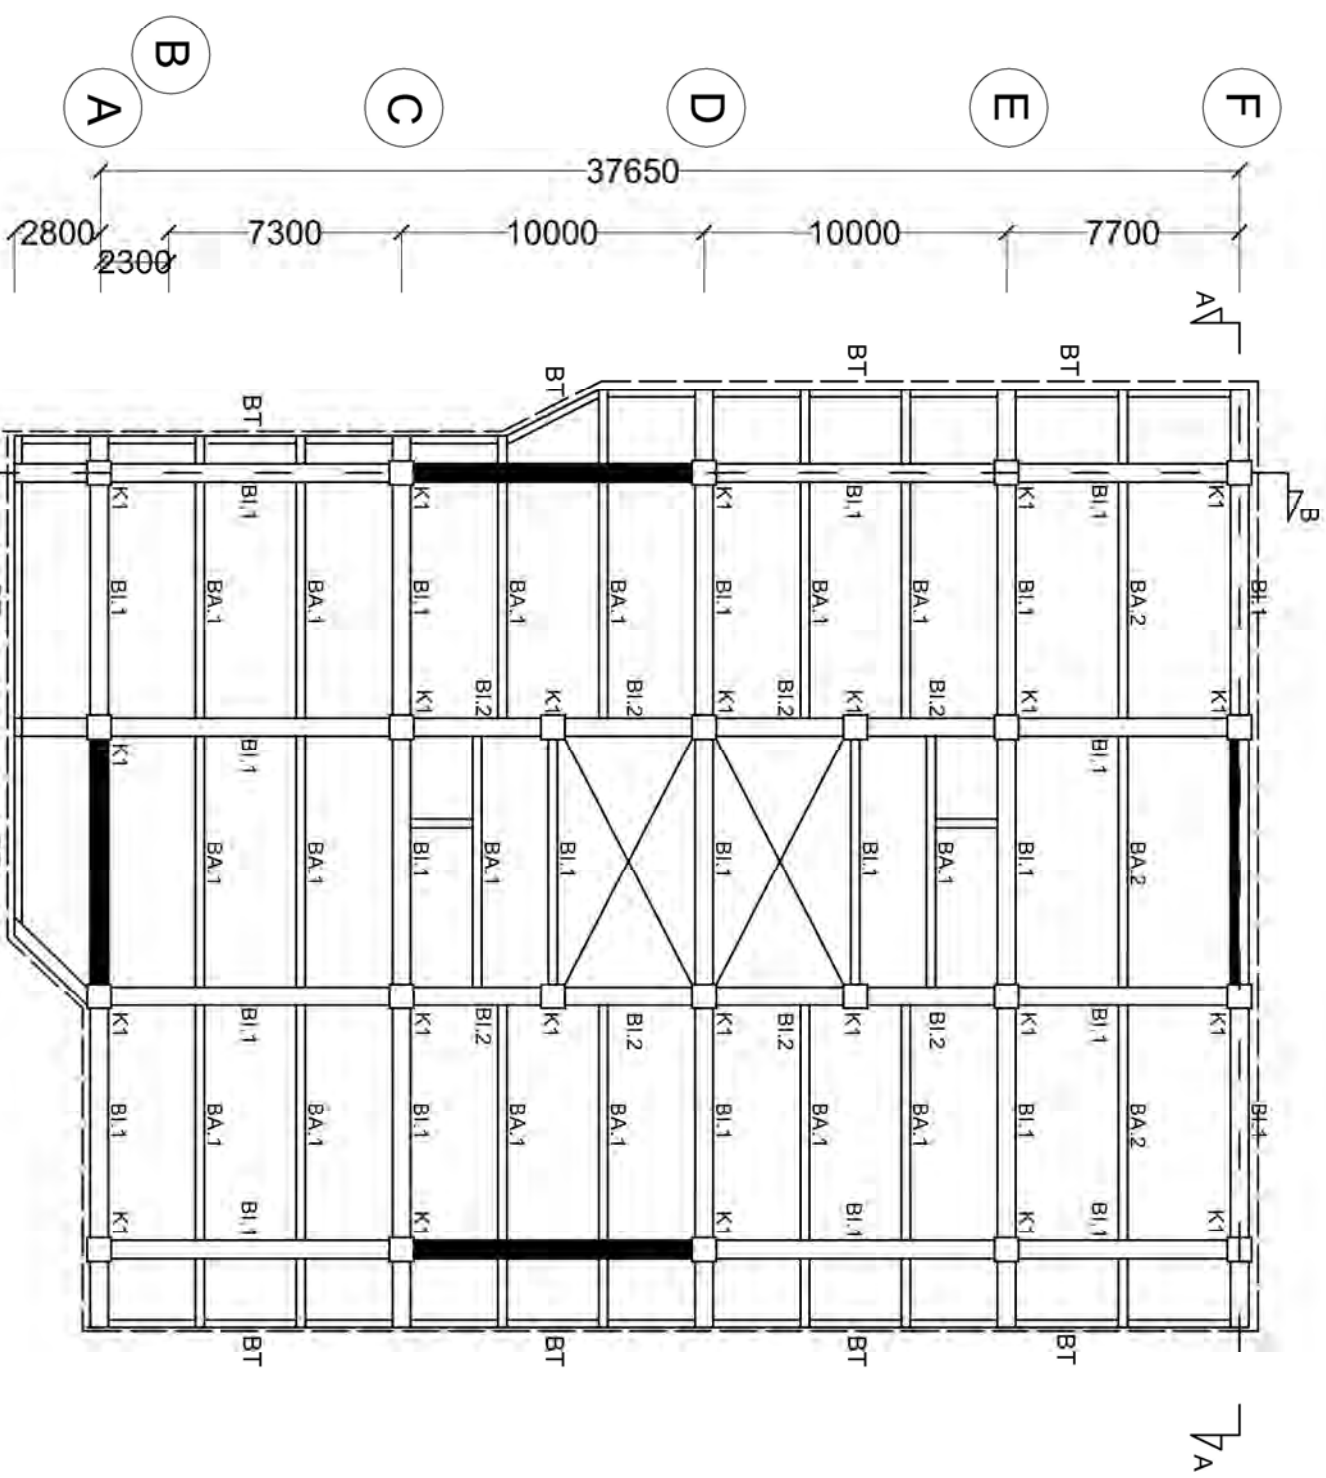 B
A C D E F
37650
2800 7300 10000 10000 7700
2300
A
BT BT BT
BT
B
K1 BI.1 K1 K1 BI.1 K1 BI.1 K1
BI.1 BA.1 BA.1 BI.1 BA.1 BA.1 BI.1 BA.1 BA.1 BI.1 BA.2 BI.1
K1 BI.2 K1 BI.2 K1 BI.2 K1 BI.2 K1 K1
K1 BI.1 BI.1
BA.1 BA.1 BI.1 BA.1 BI.1 BI.1 BI.1 BA.1 BI.1 BA.2
K1 BI.1 K1 BI.2 K1 BI.2 K1 BI.2 K1 BI.2 K1 BI.1 K1
BI.1 BA.1 BA.1 BI.1 BA.1 BA.1 BI.1 BA.1 BA.1 BI.1 BA.2 BI.1
K1 BI.1 K1 K1 BI.1 K1 BI.1 K1
BT BT BT BT
A